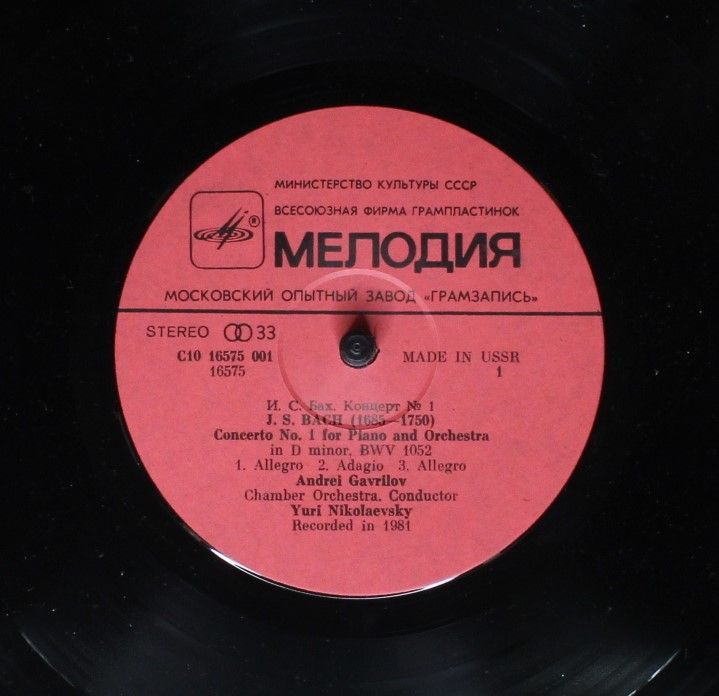 МИНИСТЕРСТВО КУЛЬТУРЫ СССР
ВСЕСОЮЗНАЯ ФИРМА ГРАМПЛАСТИНОК
®
МЕЛОДИЯ
МОСКОВСКИЙ ОПЫТНЫЙ ЗАВОД «ГРАМЗАПИСЬ»
STEREO 33
С10 16575 001
MADE IN USSR
16575
1
И. С. Бах. Концерт № 1
J. S. BACH (1685—1750)
Concerto No. 1 for Piano and Orchestra
in D minor, BWV 1052
1. Allegro 2. Adagio 3. Allegro
Andrei Gavrilov
Chamber Orchestra. Conductor
Yuri Nikolaevsky
Recorded in 1981